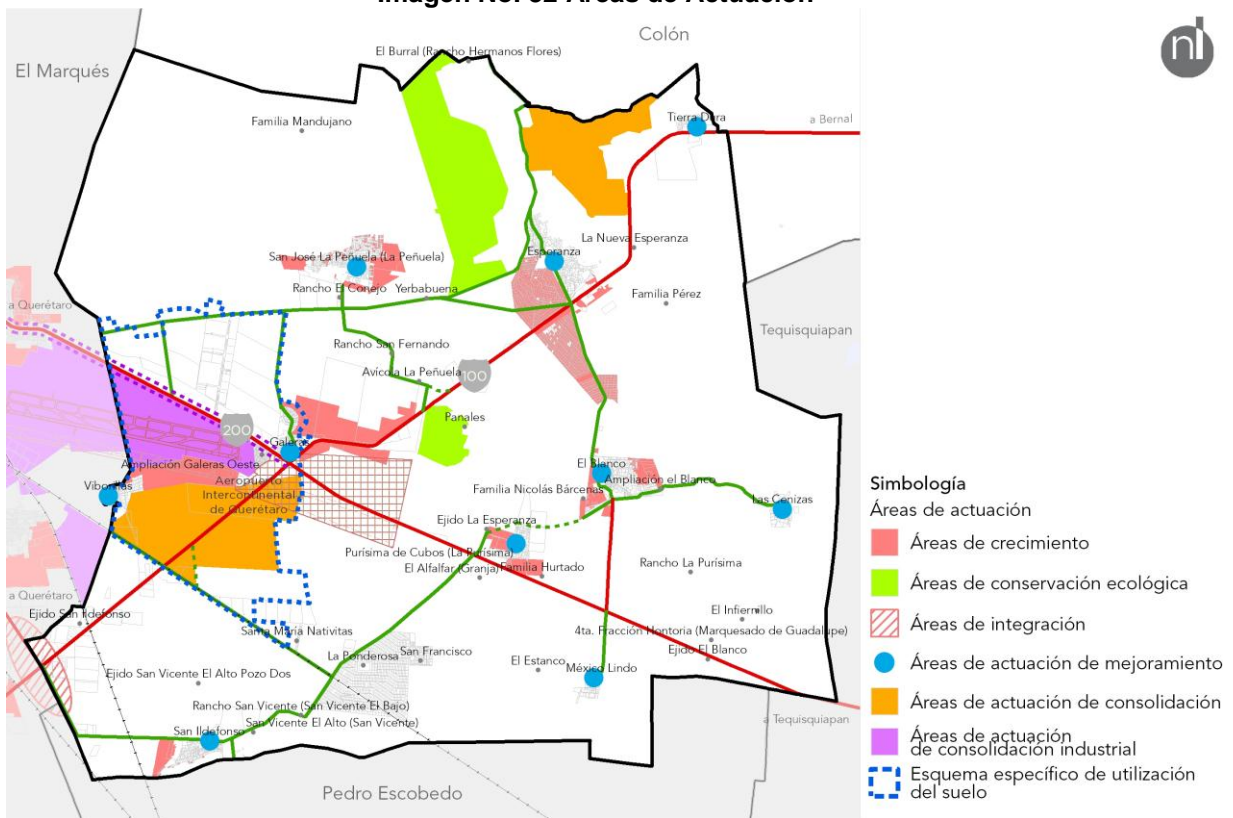 Imagen No. 32 Áreas de Actuación
nl
Colón
El Burral (Rancho Hermanos Flores)
El Marqués
Familia Mandujano
Tierra Dura
a Bernal
La Nueva Esperanza
Esperanza
San José La Peñuela (La Peñuela)
Rancho El Conejo
Yerbabuena
Familia Pérez
a Querétaro
Tequisquiapan
Rancho San Fernando
Avícola La Peñuela
100
Panales
200
Galeras
Ampliación Galeras Oeste
Aeropuerto
Intercontinental
de Querétaro
Viborillas
El Blanco
Ampliación el Blanco
Familia Nicolás Bárcenas
Las Cenizas
Ejido La Esperanza
Purísima de Cubos (La Purísima)
El Alfalfar (Granja)
Familia Hurtado
Rancho La Purísima
a Querétaro
Ejido San Ildefonso
El Infiernillo
Santa María Nativitas
4ta. Fracción Hontoria (Marquesado de Guadalupe)
Ejido El Blanco
La Ponderosa
San Francisco
El Estanco
México Lindo
Ejido San Vicente El Alto Pozo Dos
Rancho San Vicente (San Vicente El Bajo)
San Vicente El Alto (San Vicente)
San Ildefonso
a Tequisquiapan
Pedro Escobedo
Simbología
Áreas de actuación
Áreas de crecimiento
Áreas de conservación ecológica
Áreas de integración
Áreas de actuación de mejoramiento
Áreas de actuación de consolidación
Áreas de actuación
de consolidación industrial
Esquema específico de utilización
del suelo